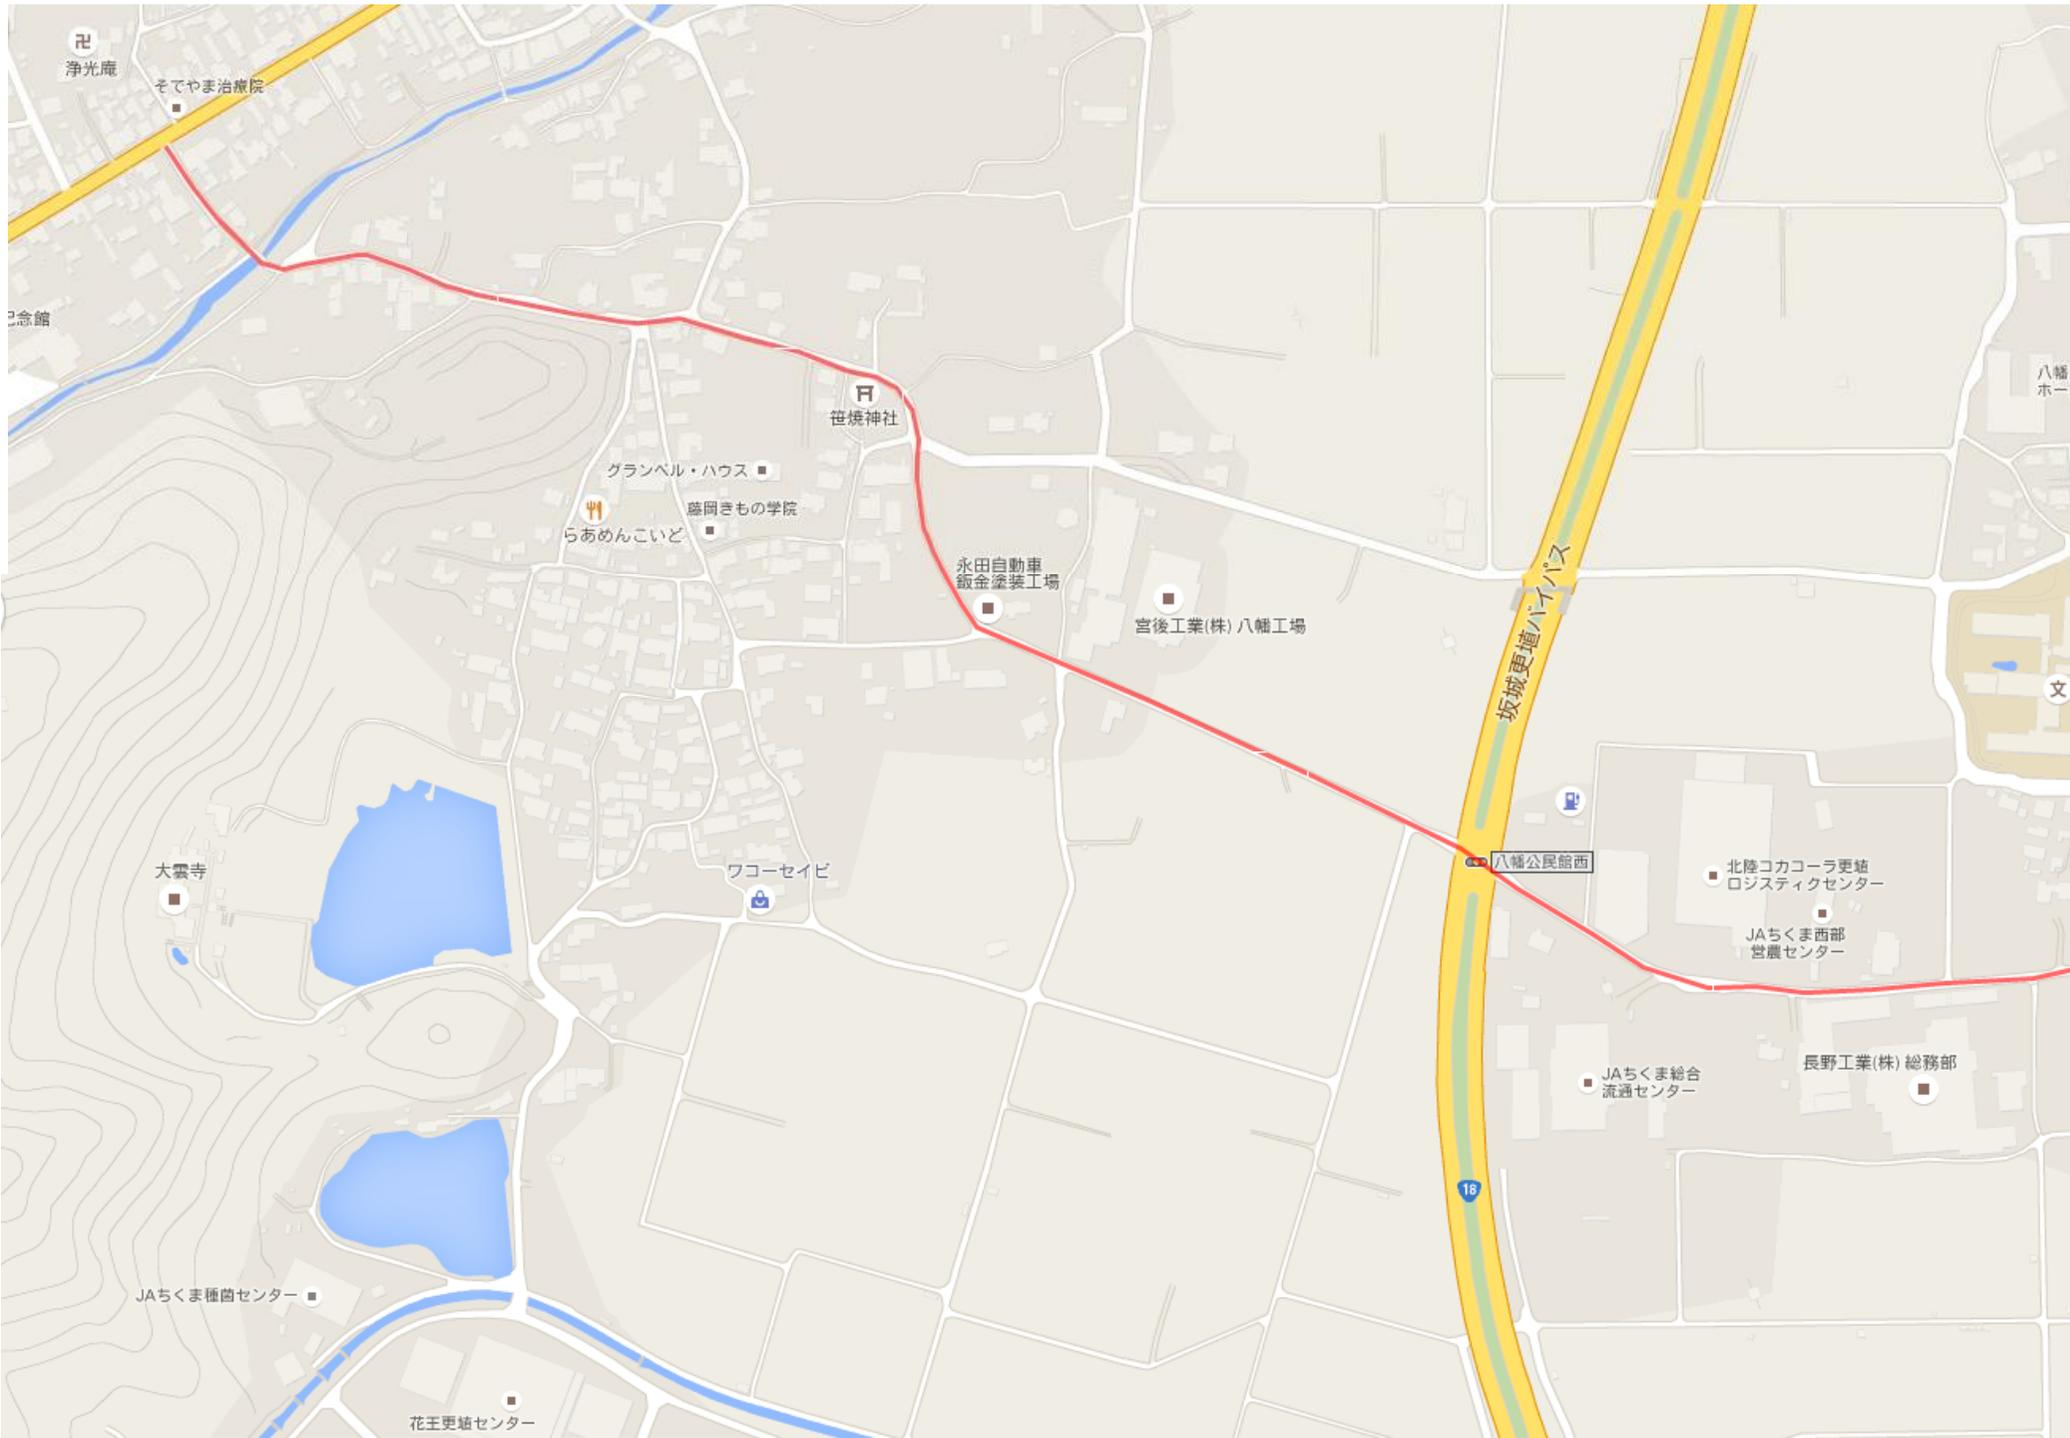 浄光庵
そてやま治療院
記念館
八幡
ホー
笹焼神社
グランベル・ハウス
藤岡きもの学院
らあめんこいど
永田自動車
鈑金塗装工場
宮後工業(株) 八幡工場
坂城更埴バイパス
文
大雲寺
ワコーセイビ
八幡公民館西
北陸コカコーラ更埴
ロジスティクセンター
JAちくま西部
営農センター
JAちくま総合
流通センター
長野工業(株) 総務部
18
JAちくま種菌センター
花王更埴センター